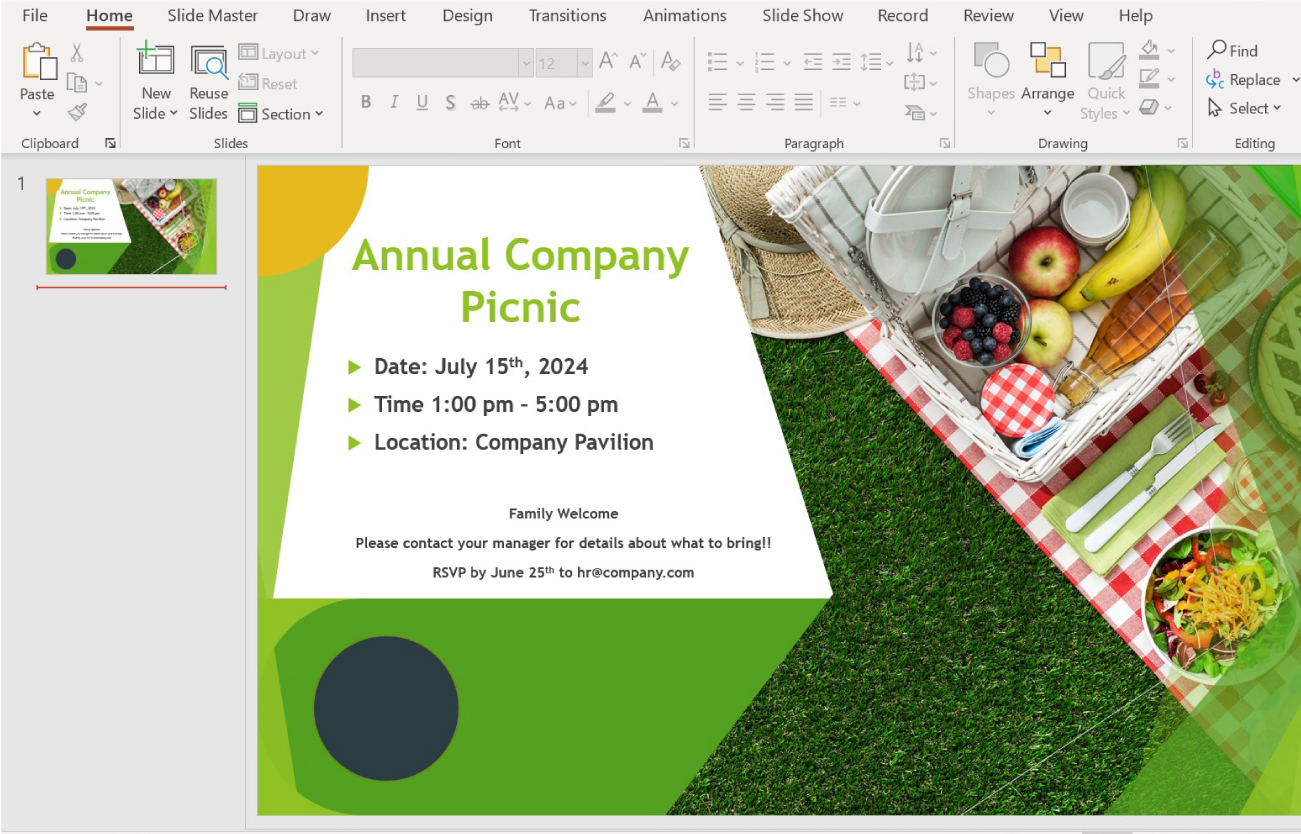 File Home Slide Master Draw Insert Design Transitions Animations Slide Show Record Review View Help
Paste
New Slide
Reuse Slides
Layout
Reset
Section
12
B I U S ab AV Aa A
Shapes
Arrange
Quick Styles
Find
Replace
Select
Clipboard Slides Font Paragraph Drawing Editing
1
Annual Company
Picnic
Date: July 15th, 2024
Time 1:00 pm – 5:00 pm
Location: Company Pavilion
Family Welcome
Please contact your manager for details about what to bring!!
RSVP by June 25th to hr@company.com